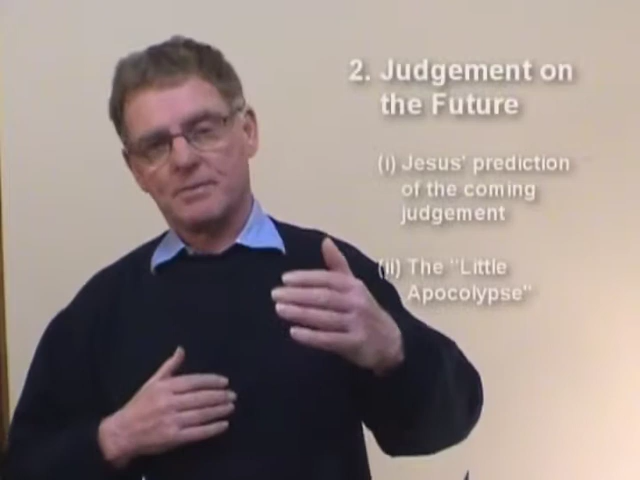 2. Judgement on
the Future
(i) Jesus' prediction
of the coming
judgement
(ii) The "Little
Apocolypse"